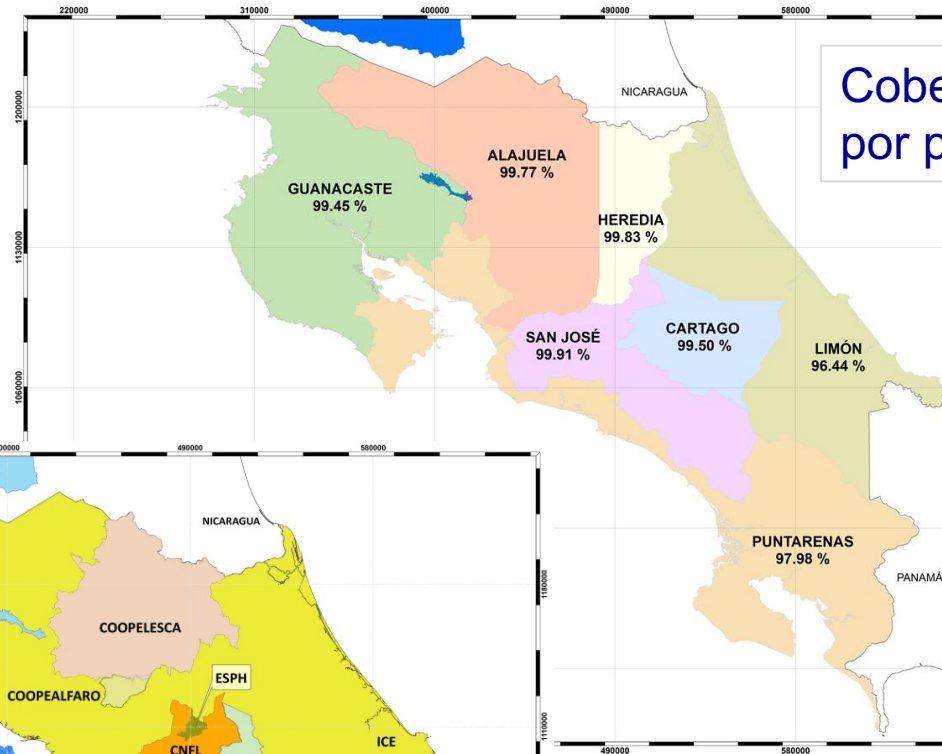 220000
310000
400000
490000
580000
Cobe
por p
NICARAGUA
1200000
ALAJUELA
99.77 %
GUANACASTE
99.45 %
HEREDIA
99.83 %
1130000
SAN JOSÉ
99.91 %
CARTAGO
99.50 %
LIMÓN
96.44 %
1060000
PUNTARENAS
97.98 %
PANAMÁ
490000
580000
490000
580000
NICARAGUA
1180000
COOPELESCA
ESPH
COOPEALFARO
CNFL
ICE
1110000